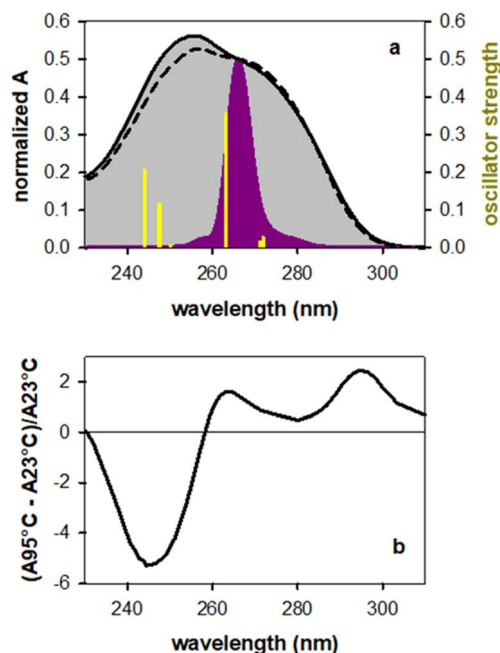 a
normalized A
oscillator strength
0.6 0.6
0.5 0.5
0.4 0.4
0.3 0.3
0.2 0.2
0.1 0.1
0.0 0.0
240 260 280 300
wavelength (nm)
(A95°C - A23°C)/A23°C
2
0
-2
-4
-6
b
240 260 280 300
wavelength (nm)